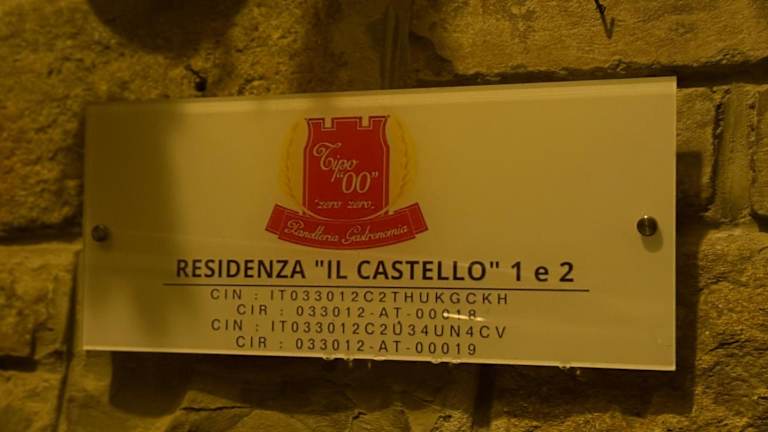 Tipo
"00"
"zero zero"
Panetteria Gastronomia
RESIDENZA "IL CASTELLO" 1 e 2
CIN : IT033012C2THUKGCKH
CIR : 033012-AT-00018
CIN : IT033012C2U34UN4CV
CIR : 033012-AT-00019